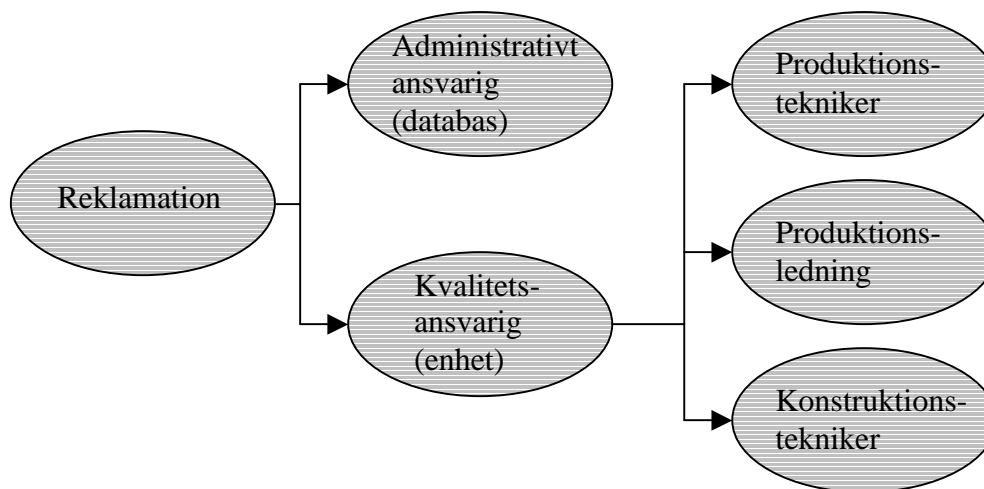 Reklamation
Administrativt
ansvarig
(databas)
Kvalitets-
ansvarig
(enhet)
Produktions-
tekniker
Produktions-
ledning
Konstruktions-
tekniker